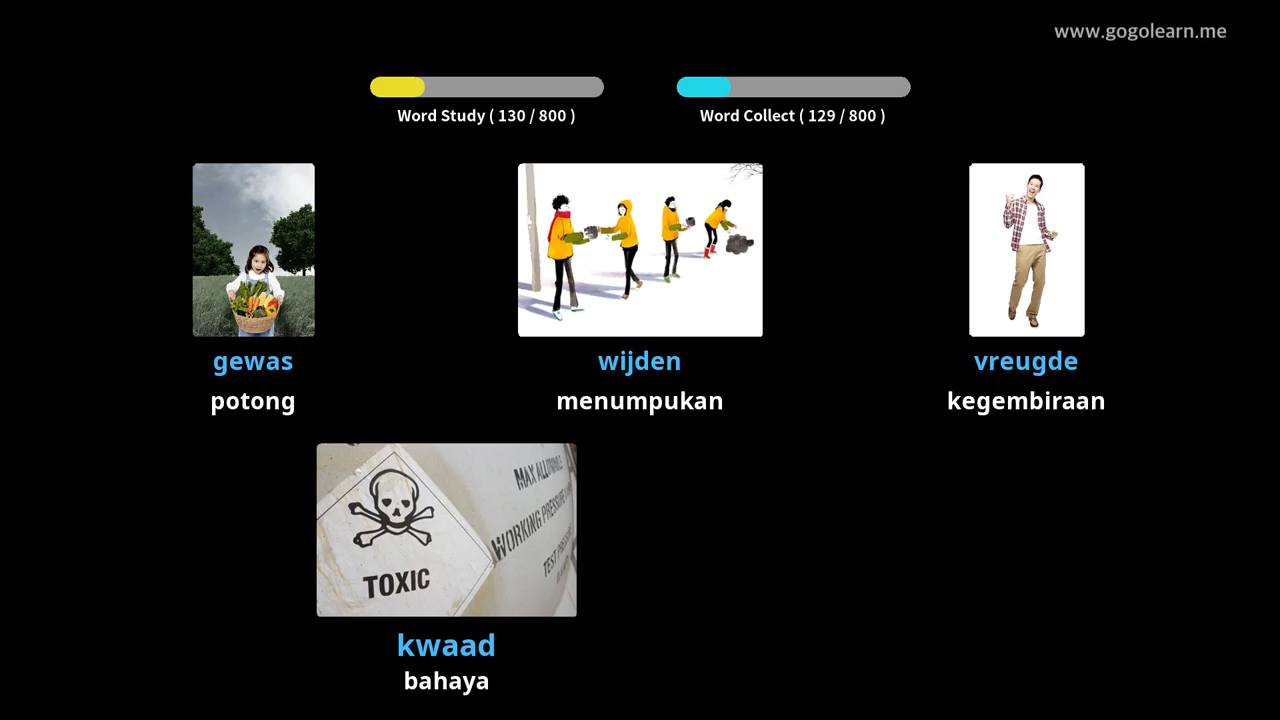 www.gogolearn.me
Word Study ( 130 / 800 )
Word Collect ( 129 / 800 )
gewas
potong
wijden
menumpukan
vreugde
kegembiraan
TOXIC
MAX ALLOWABLE
WORKING PRESSURE
kwaad
bahaya